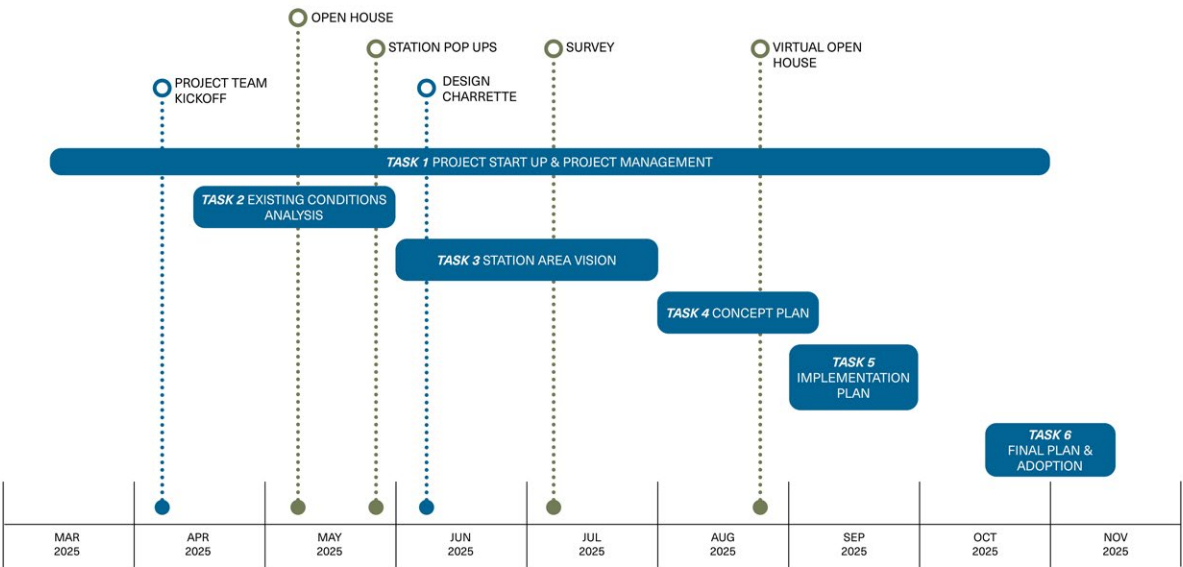 OPEN HOUSE
STATION POP UPS
SURVEY
VIRTUAL OPEN
HOUSE
PROJECT TEAM
KICKOFF
DESIGN
CHARRETTE
TASK 1 PROJECT START UP & PROJECT MANAGEMENT
TASK 2 EXISTING CONDITIONS
ANALYSIS
TASK 3 STATION AREA VISION
TASK 4 CONCEPT PLAN
TASK 5
IMPLEMENTATION
PLAN
TASK 6
FINAL PLAN &
ADOPTION
MAR
2025
APR
2025
MAY
2025
JUN
2025
JUL
2025
AUG
2025
SEP
2025
OCT
2025
NOV
2025